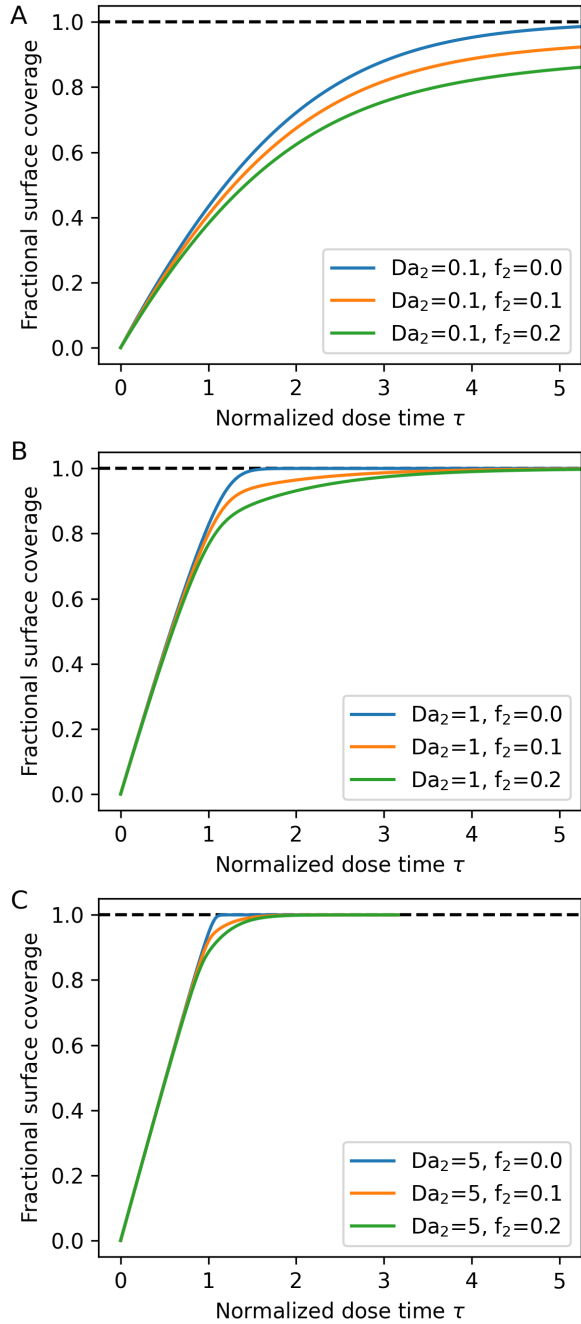 A
1.0
0.8
0.6
0.4
0.2
0.0
Fractional surface coverage
Da₂=0.1, f₂=0.0
Da₂=0.1, f₂=0.1
Da₂=0.1, f₂=0.2
0 1 2 3 4 5
Normalized dose time τ
B
1.0
0.8
0.6
0.4
0.2
0.0
Fractional surface coverage
Da₂=1, f₂=0.0
Da₂=1, f₂=0.1
Da₂=1, f₂=0.2
0 1 2 3 4 5
Normalized dose time τ
C
1.0
0.8
0.6
0.4
0.2
0.0
Fractional surface coverage
Da₂=5, f₂=0.0
Da₂=5, f₂=0.1
Da₂=5, f₂=0.2
0 1 2 3 4 5
Normalized dose time τ